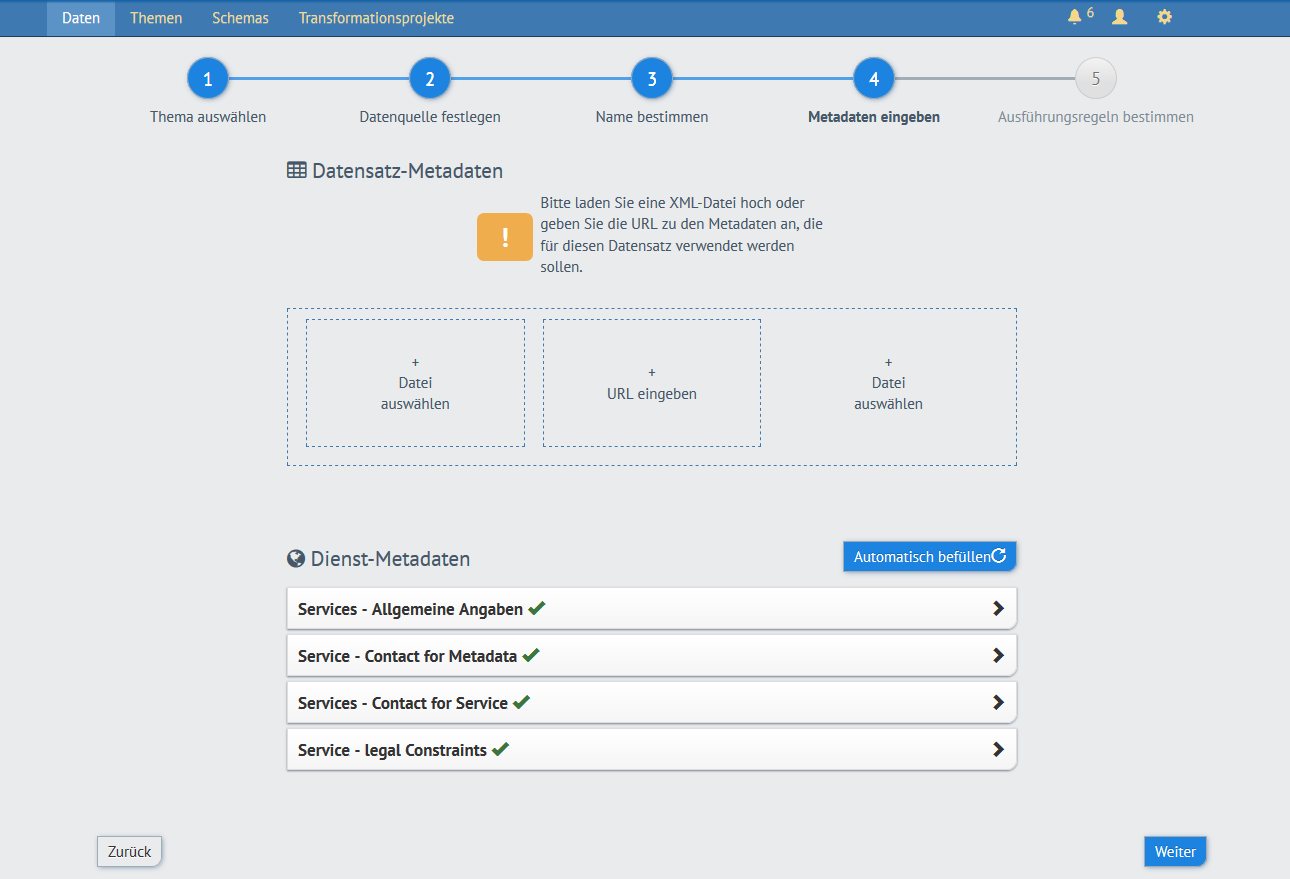 Daten Themen Schemas Transformationsprojekte 6
1 2 3 4 5
Thema auswählen Datenquelle festlegen Name bestimmen Metadaten eingeben Ausführungsregeln bestimmen
Datensatz-Metadaten
!
Bitte laden Sie eine XML-Datei hoch oder
geben Sie die URL zu den Metadaten an, die
für diesen Datensatz verwendet werden
sollen.
+
Datei
auswählen
+
URL eingeben
+
Datei
auswählen
Dienst-Metadaten
Automatisch befüllen
Services - Allgemeine Angaben
Service - Contact for Metadata
Services - Contact for Service
Service - legal Constraints
Zurück
Weiter